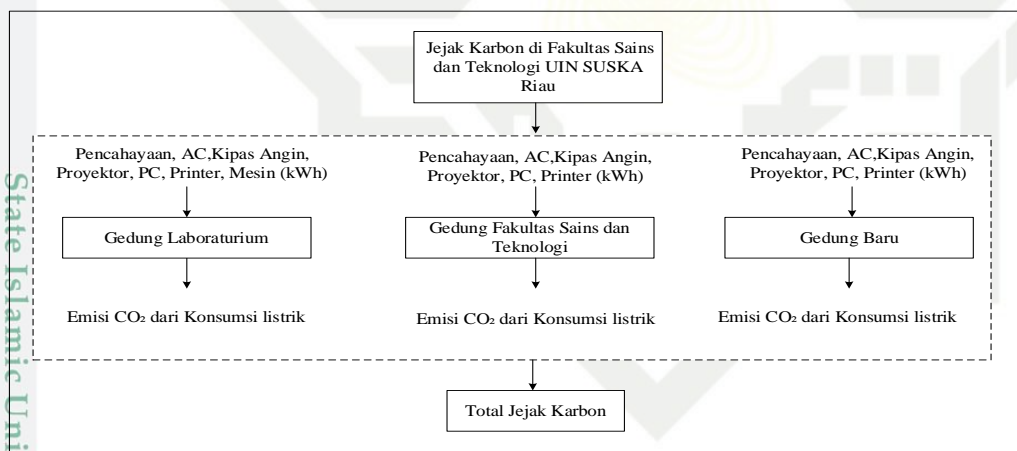 Jejak Karbon di Fakultas Sains
dan Teknologi UIN SUSKA
Riau
Pencahayaan, AC,Kipas Angin,
Proyektor, PC, Printer, Mesin (kWh)
Pencahayaan, AC,Kipas Angin,
Proyektor, PC, Printer (kWh)
Pencahayaan, AC,Kipas Angin,
Proyektor, PC, Printer (kWh)
Gedung Laboraturium
Gedung Fakultas Sains dan
Teknologi
Gedung Baru
Emisi CO₂ dari Konsumsi listrik
Emisi CO₂ dari Konsumsi listrik
Emisi CO₂ dari Konsumsi listrik
Total Jejak Karbon
State Islamic Uni